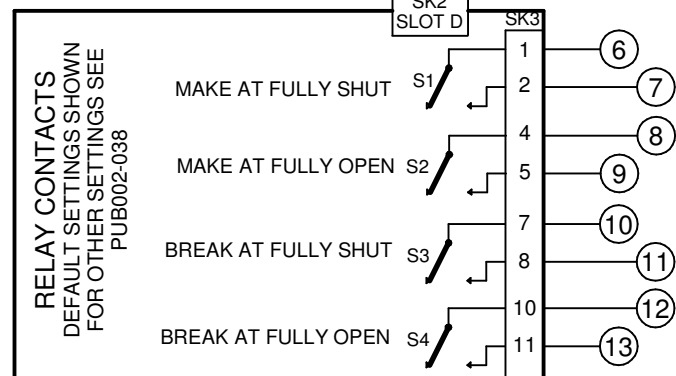 SK2
SLOT D
SK3
RELAY CONTACTS
DEFAULT SETTINGS SHOWN
FOR OTHER SETTINGS SEE
PUB002-038
1 6
MAKE AT FULLY SHUT S1 2 7
4 8
MAKE AT FULLY OPEN S2 5 9
7 10
BREAK AT FULLY SHUT S3 8 11
10 12
BREAK AT FULLY OPEN S4 11 13